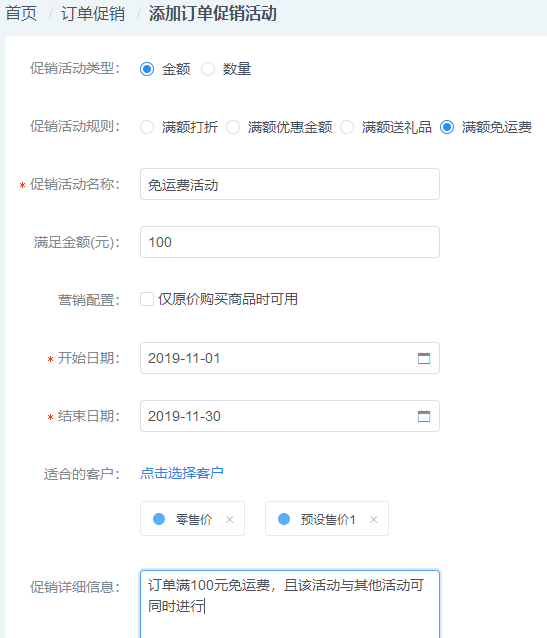 首页 / 订单促销 / 添加订单促销活动
促销活动类型: 金额 数量
促销活动规则: 满额打折 满额优惠金额 满额送礼品 满额免运费
* 促销活动名称: 免运费活动
满足金额(元): 100
营销配置: 仅原价购买商品时可用
* 开始日期: 2019-11-01
* 结束日期: 2019-11-30
适合的客户: 点击选择客户
零售价 × 预设售价1 ×
促销详细信息: 订单满100元免运费，且该活动与其他活动可
同时进行